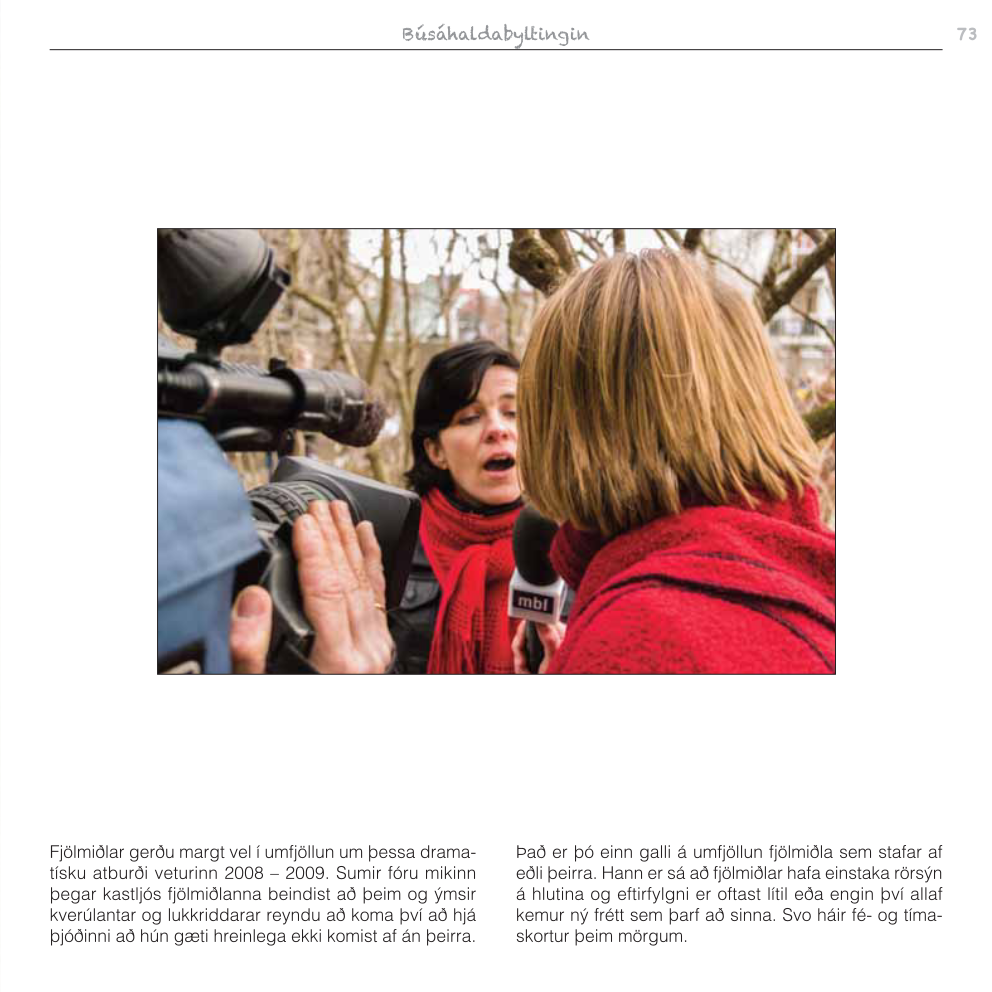 Búsáhaldabyltingin
73
mbl
Fjölmiðlar gerðu margt vel í umfjöllun um þessa drama-
tísku atburði veturinn 2008 – 2009. Sumir fóru mikinn
þegar kastljós fjölmiðlanna beindist að þeim og ýmsir
kverúlantar og lukkriddarar reyndu að koma því að hjá
þjóðinni að hún gæti hreinlega ekki komist af án þeirra.
Það er þó einn galli á umfjöllun fjölmiðla sem stafar af
eðli þeirra. Hann er sá að fjölmiðlar hafa einstaka rörsýn
á hlutina og eftirfylgni er oftast lítil eða engin því allaf
kemur ný frétt sem þarf að sinna. Svo háir fé- og tíma-
skortur þeim mörgum.